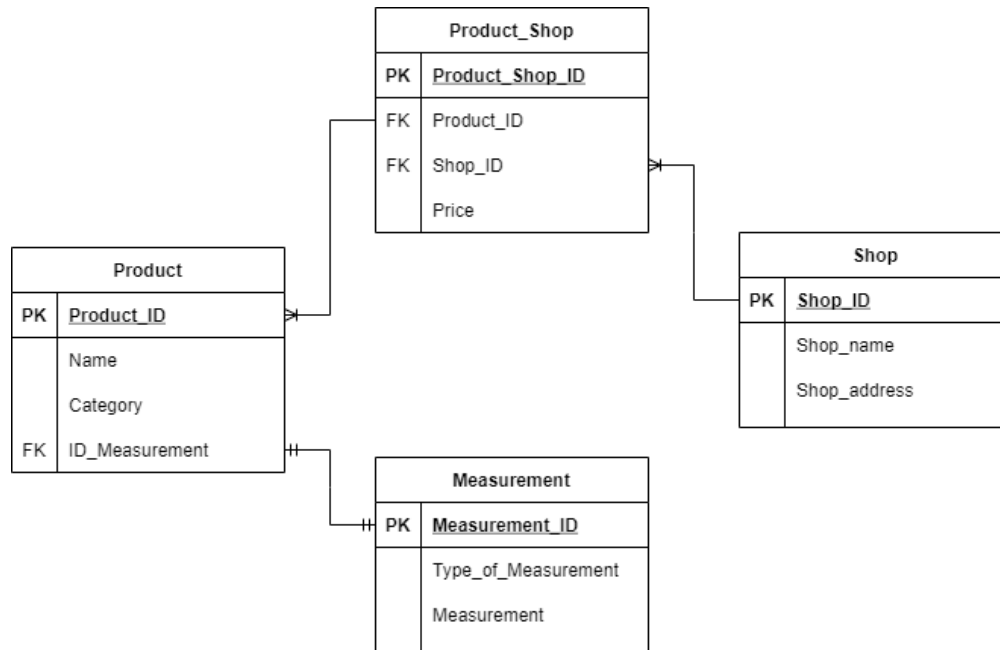 Product_Shop
PK Product_Shop_ID
FK Product_ID
FK Shop_ID
Price
Product
PK Product_ID
Name
Category
FK ID_Measurement
Shop
PK Shop_ID
Shop_name
Shop_address
Measurement
PK Measurement_ID
Type_of_Measurement
Measurement